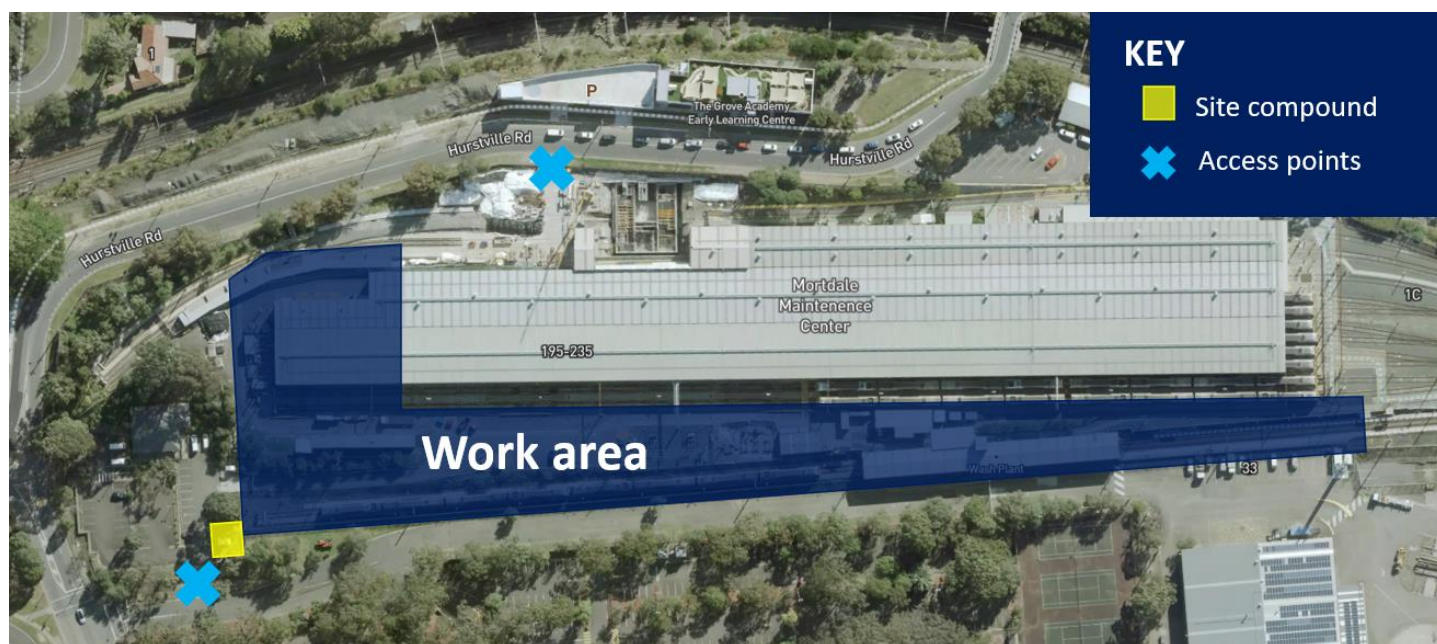 KEY
Site compound
Access points
1
P
The Grove Academy
Early Learning Centre
Hurstville Rd
Hurstville Rd
Hurstville Rd
Mortdale
Maintenence
Center
1C
195-235
Work area
Wash Plant
33